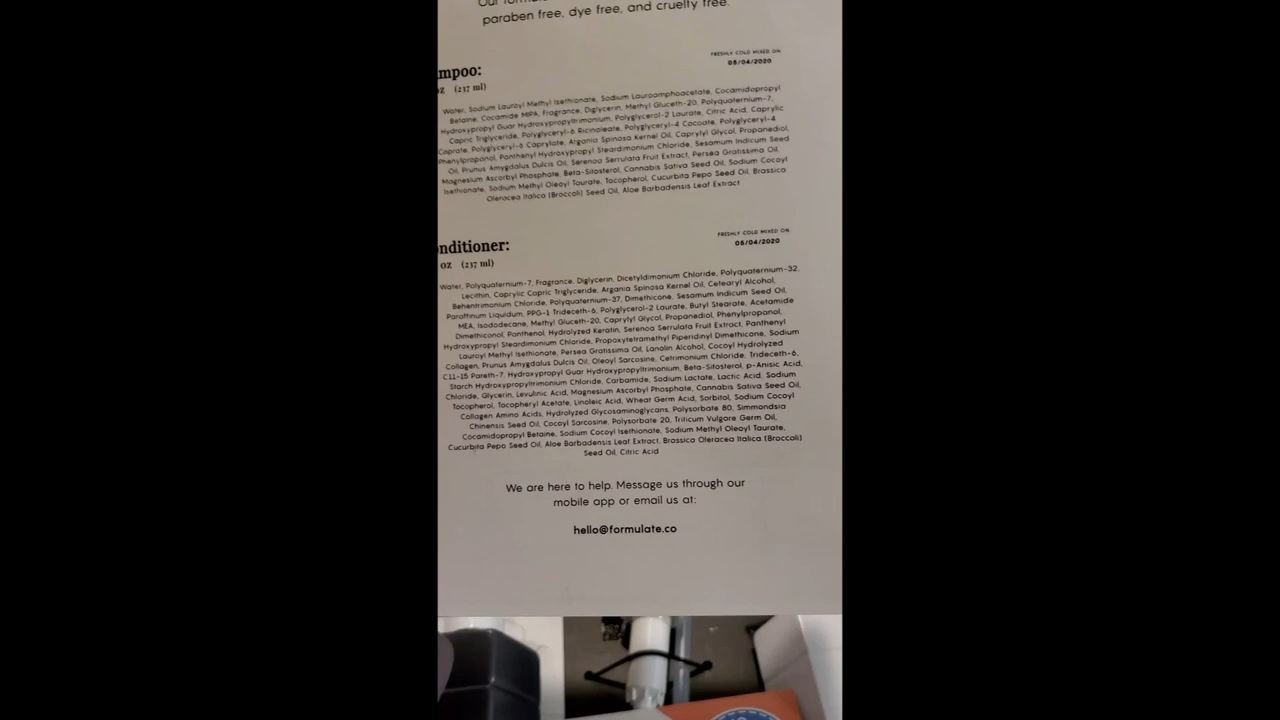 Our formul
paraben free, dye free, and cruelty free.
FRESHLY COLD MIXED ON
05/04/2020
mpoo:
oz (237 ml)
Water, Sodium Lauroyl Methyl Isethionate, Sodium Lauroamphoacetate, Cocamidopropyl
Betaine, Cocamide MIPA, Fragrance, Diglycerin, Methyl Gluceth-20, Polyquaternium-7,
Hydroxypropyl Guar Hydroxypropyltrimonium, Polyglycerol-2 Laurate, Citric Acid, Caprylic
Capric Triglyceride, Polyglyceryl-6 Ricinoleate, Polyglyceryl-4 Cocoate, Polyglyceryl-4
Caprate, Polyglyceryl-6 Caprylate, Argania Spinosa Kernel Oil, Caprylyl Glycol, Propanediol,
Phenylpropanol, Panthenyl Hydroxypropyl Steardimonium Chloride, Sesamum Indicum Seed
Oil, Prunus Amygdalus Dulcis Oil, Serenoa Serrulata Fruit Extract, Persea Gratissima Oil,
Magnesium Ascorbyl Phosphate, Beta-Sitosterol, Cannabis Sativa Seed Oil, Sodium Cocoyl
Isethionate, Sodium Methyl Oleoyl Taurate, Tocopherol, Cucurbita Pepo Seed Oil, Brassica
Oleracea Italica (Broccoli) Seed Oil, Aloe Barbadensis Leaf Extract
FRESHLY COLD MIXED ON
05/04/2020
onditioner:
oz (237 ml)
Water, Polyquaternium-7, Fragrance, Diglycerin, Dicetyldimonium Chloride, Polyquaternium-32,
Lecithin, Caprylic Capric Triglyceride, Argania Spinosa Kernel Oil, Cetearyl Alcohol,
Behentrimonium Chloride, Polyquaternium-37, Dimethicone, Sesamum Indicum Seed Oil,
Paraffinum Liquidum, PPG-1 Trideceth-6, Polyglycerol-2 Laurate, Butyl Stearate, Acetamide
MEA, Isododecane, Methyl Gluceth-20, Caprylyl Glycol, Propanediol, Phenylpropanol,
Dimethiconol, Panthenol, Hydrolyzed Keratin, Serenoa Serrulata Fruit Extract, Panthenyl
Hydroxypropyl Steardimonium Chloride, Propoxytetramethyl Piperidinyl Dimethicone, Sodium
Lauroyl Methyl Isethionate, Persea Gratissima Oil, Lanolin Alcohol, Cocoyl Hydrolyzed
Collagen, Prunus Amygdalus Dulcis Oil, Oleoyl Sarcosine, Cetrimonium Chloride, Trideceth-6,
C11-15 Pareth-7, Hydroxypropyl Guar Hydroxypropyltrimonium, Beta-Sitosterol, p-Anisic Acid,
Starch Hydroxypropyltrimonium Chloride, Carbamide, Sodium Lactate, Lactic Acid, Sodium
Chloride, Glycerin, Levulinic Acid, Magnesium Ascorbyl Phosphate, Cannabis Sativa Seed Oil,
Tocopherol, Tocopheryl Acetate, Linoleic Acid, Wheat Germ Acid, Sorbitol, Sodium Cocoyl
Collagen Amino Acids, Hydrolyzed Glycosaminoglycans, Polysorbate 80, Simmondsia
Chinensis Seed Oil, Cocoyl Sarcosine, Polysorbate 20, Triticum Vulgare Germ Oil,
Cocamidopropyl Betaine, Sodium Cocoyl Isethionate, Sodium Methyl Oleoyl Taurate,
Cucurbita Pepo Seed Oil, Aloe Barbadensis Leaf Extract, Brassica Oleracea Italica (Broccoli)
Seed Oil, Citric Acid
We are here to help. Message us through our
mobile app or email us at:
hello@formulate.co